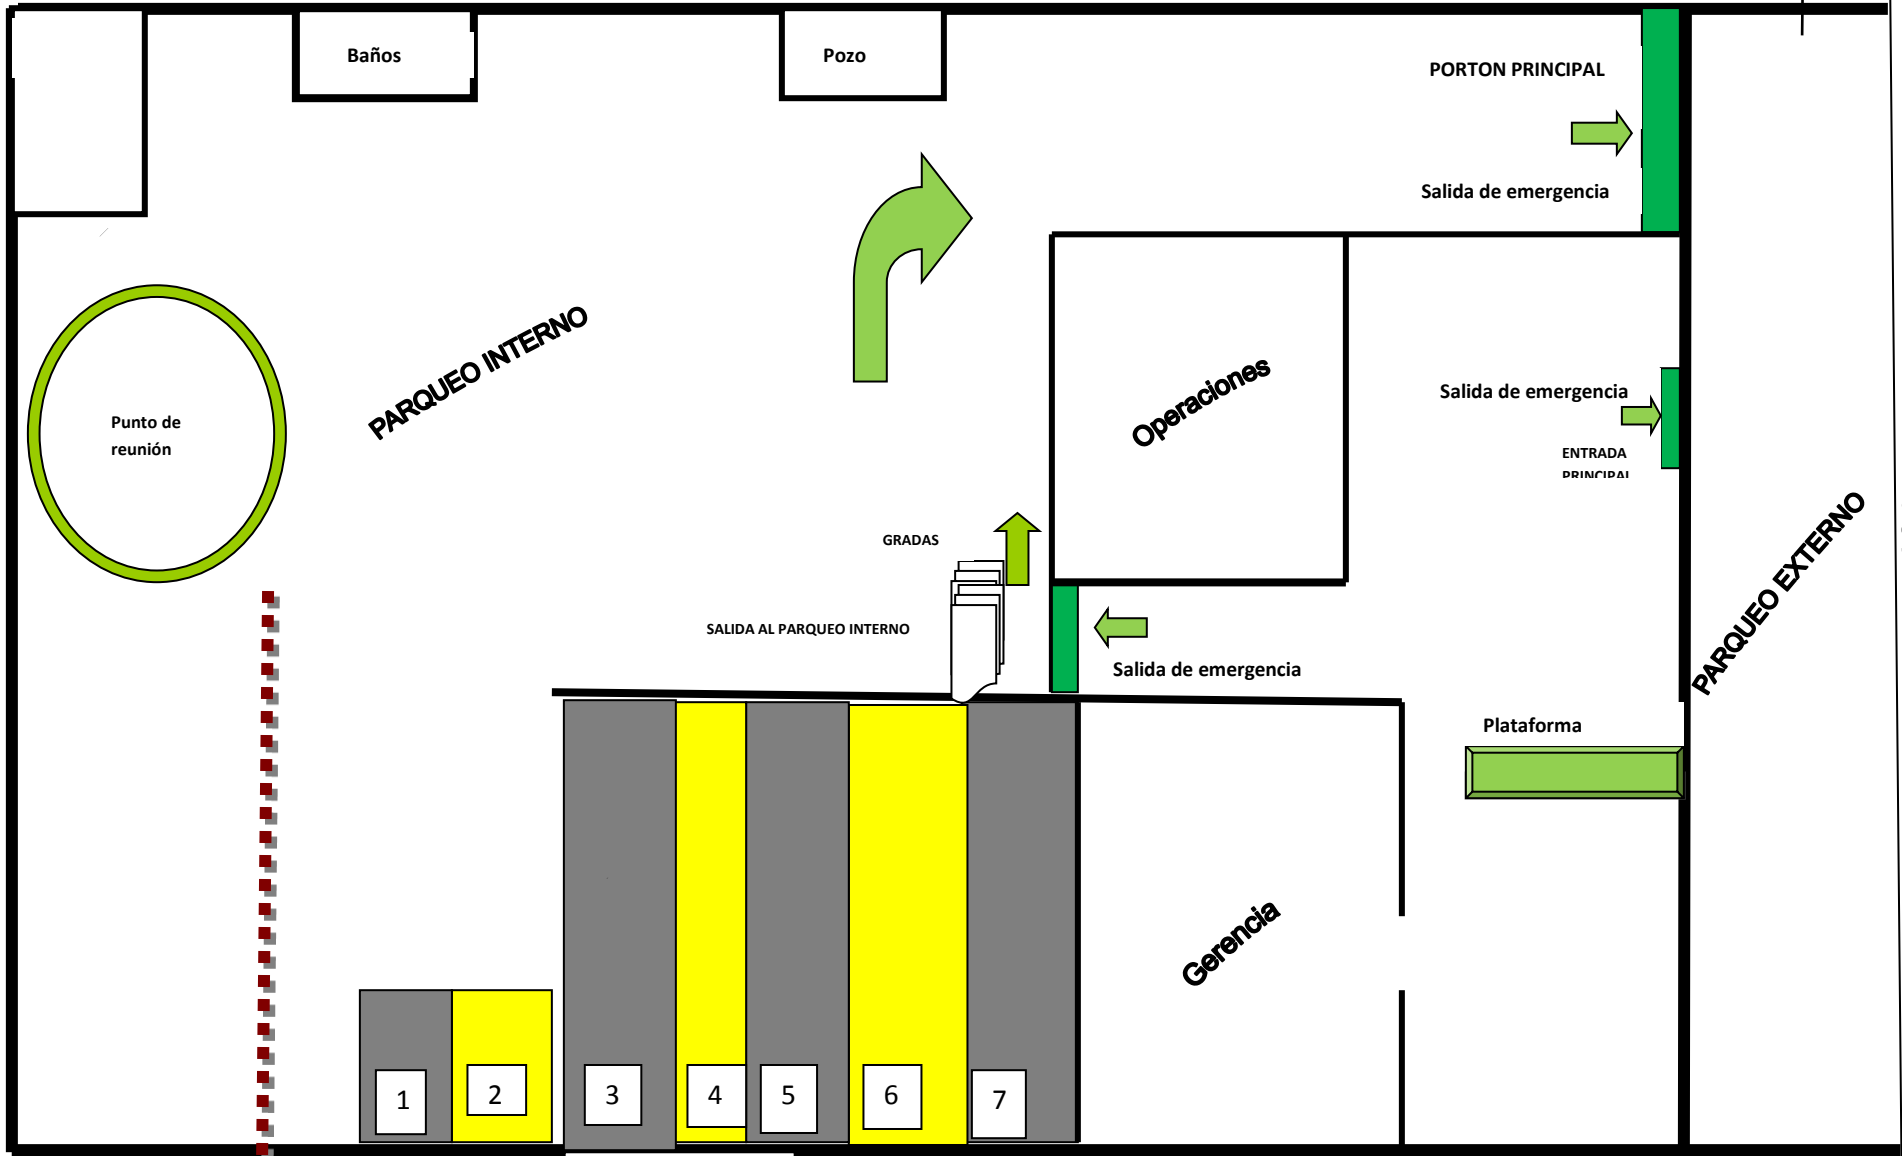 Baños
Pozo
PORTON PRINCIPAL
Salida de emergencia
PARQUEO INTERNO
Punto de
reunión
Operaciones
Salida de emergencia
ENTRADA
PRINCIPAL
PARQUEO EXTERNO
GRADAS
SALIDA AL PARQUEO INTERNO
Salida de emergencia
Plataforma
Gerencia
1
2
3
4
5
6
7